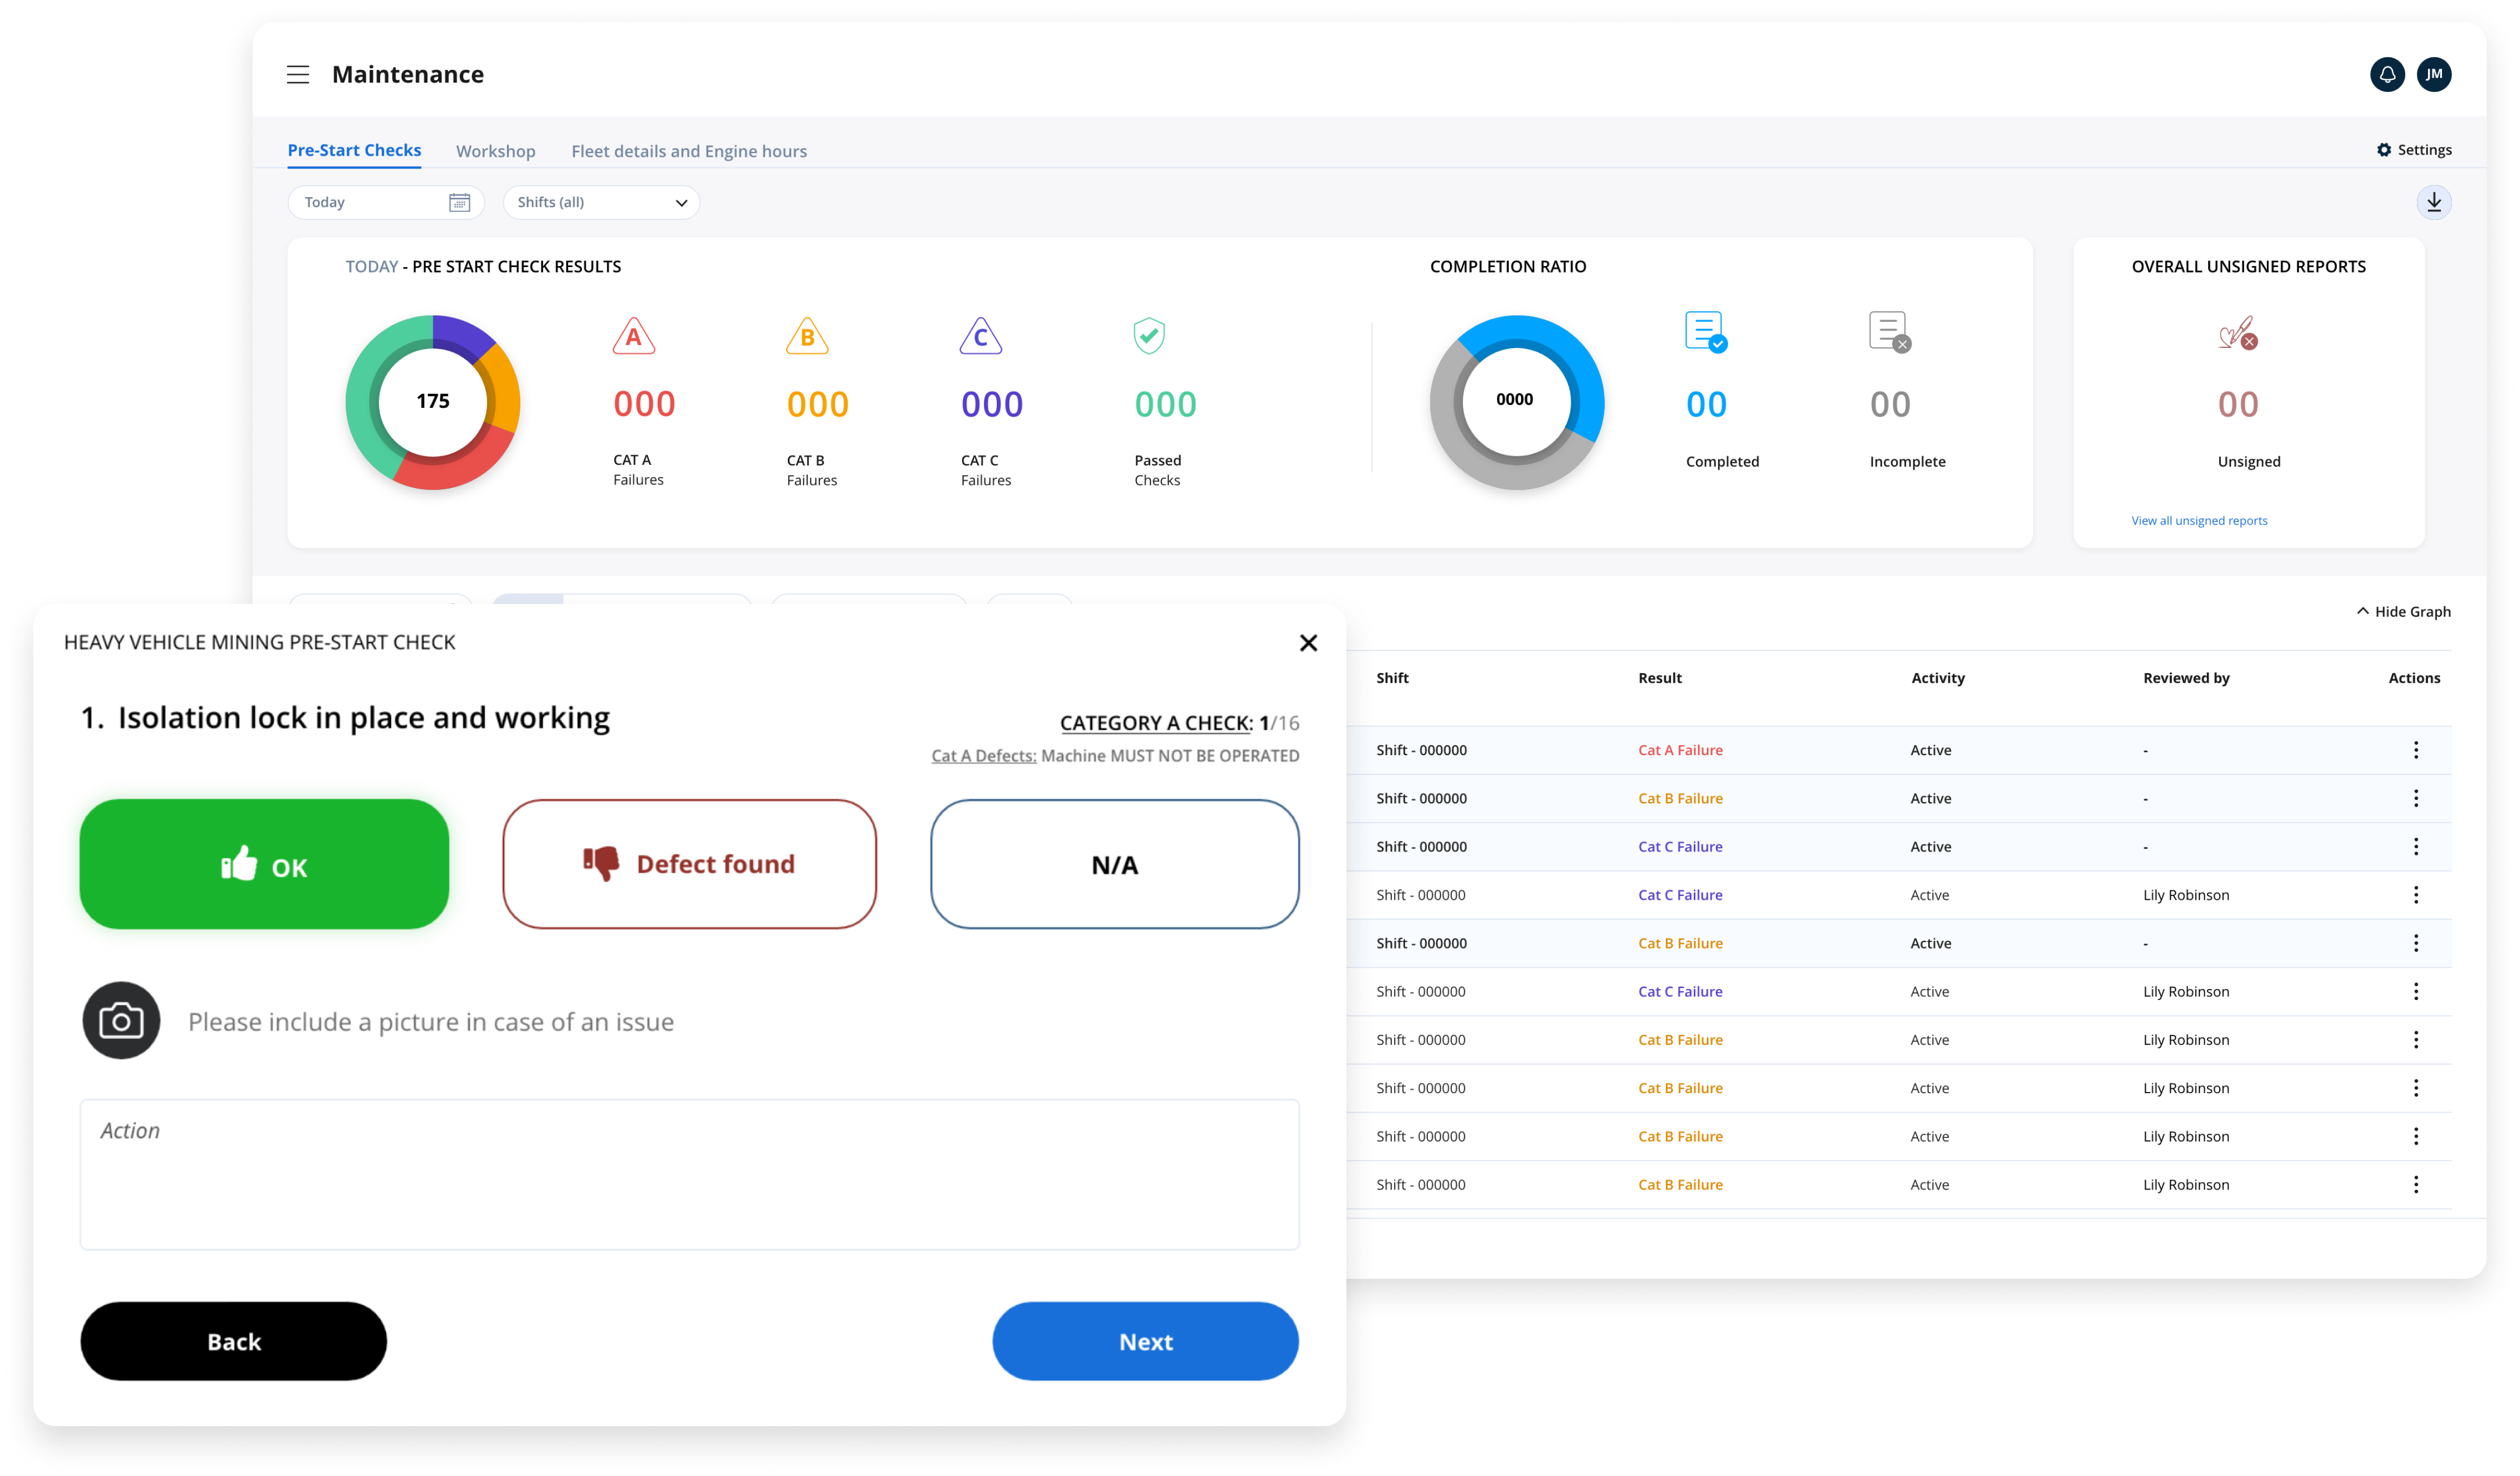 Maintenance
JM
Pre-Start Checks Workshop Fleet details and Engine hours Settings
Today Shifts (all)
TODAY - PRE START CHECK RESULTS
175
A B C
000 000 000 000
CAT A CAT B CAT C Passed
Failures Failures Failures Checks
COMPLETION RATIO
0000
00 00
Completed Incomplete
OVERALL UNSIGNED REPORTS
00
Unsigned
View all unsigned reports
Hide Graph
Shift Result Activity Reviewed by Actions
Shift - 000000 Cat A Failure Active -
Shift - 000000 Cat B Failure Active -
Shift - 000000 Cat C Failure Active -
Shift - 000000 Cat C Failure Active Lily Robinson
Shift - 000000 Cat B Failure Active -
Shift - 000000 Cat C Failure Active Lily Robinson
Shift - 000000 Cat B Failure Active Lily Robinson
Shift - 000000 Cat B Failure Active Lily Robinson
Shift - 000000 Cat B Failure Active Lily Robinson
Shift - 000000 Cat B Failure Active Lily Robinson
HEAVY VEHICLE MINING PRE-START CHECK
1. Isolation lock in place and working
CATEGORY A CHECK: 1/16
Cat A Defects: Machine MUST NOT BE OPERATED
OK Defect found N/A
Please include a picture in case of an issue
Action
Back Next